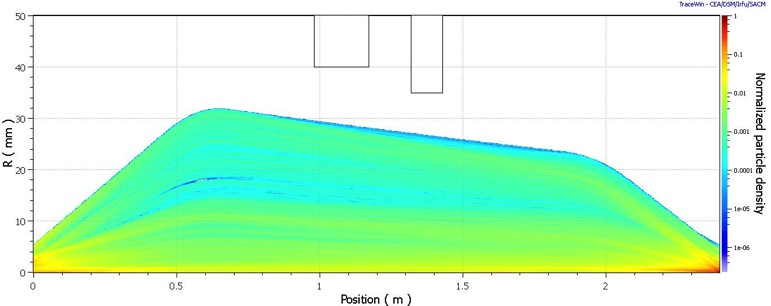 TraceWin - CEA/DSM/Irfu/SACM
50
40
30
20
10
0
R ( mm )
0
0.5
1
1.5
2
Position ( m )
1
0.1
0.01
0.001
0.0001
1e-05
1e-06
Normalized particle density